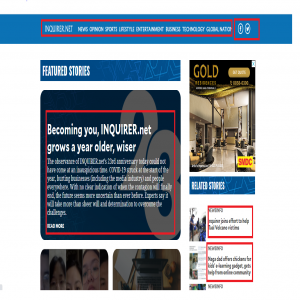 INQUIRER.NET NEWS OPINION SPORTS LIFESTYLE ENTERTAINMENT BUSINESS TECHNOLOGY GLOBAL NATION
FEATURED STORIES
Becoming you, INQUIRER.net
grows a year older, wiser
The observance of INQUIRER.net's 23rd anniversary today could not
have come at an inauspicious time. COVID-19 struck at the start of the
year, hurting businesses (including the media industry) and people
everywhere. With no clear indication of when the contagion will finally
end, the future seems more uncertain than ever before. Experts say it
will take more than sheer will and determination to overcome the
challenges.
READ MORE
GOLD
RESIDENCES
SMDC
RELATED STORIES
NEWSINFO
Inquirer joins effort to help
Taal Volcano victims
NEWSINFO
Mega dad offers chickens for
kids' e-learning gadget, gets
help from online community
NEWSINFO